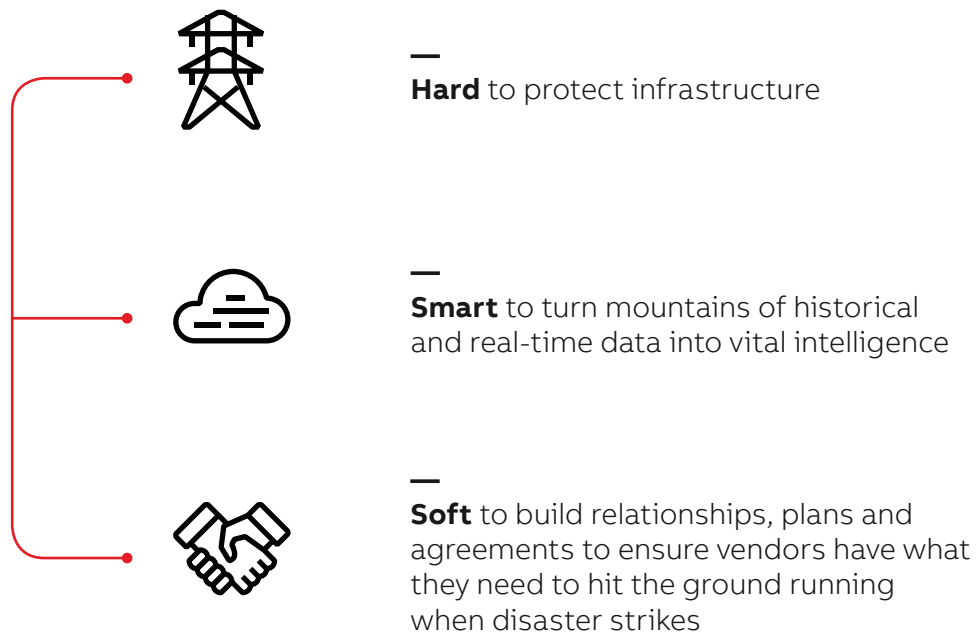 Hard to protect infrastructure
Smart to turn mountains of historical
and real-time data into vital intelligence
Soft to build relationships, plans and
agreements to ensure vendors have what
they need to hit the ground running
when disaster strikes